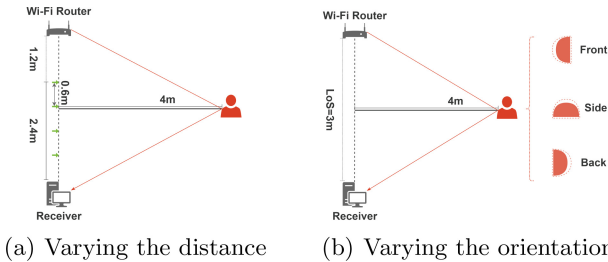 Wi-Fi Router
1.2m
0.6m
4m
2.4m
Receiver
(a) Varying the distance
Wi-Fi Router
LoS=3m
4m
Front
Side
Back
Receiver
(b) Varying the orientation